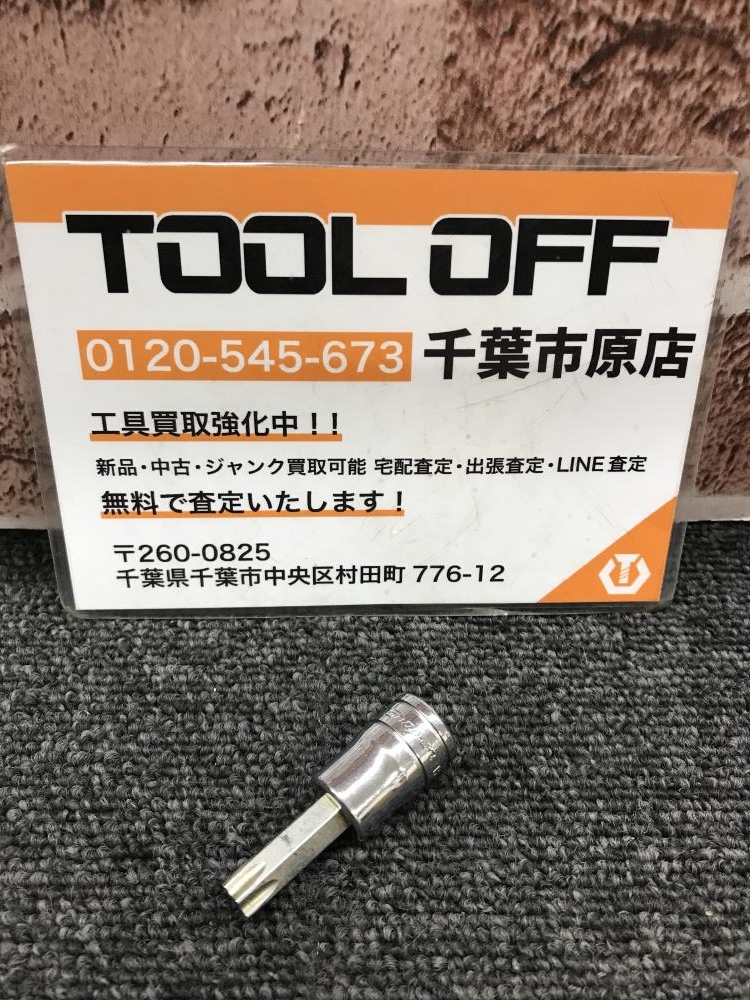 TOOL OFF
0120-545-673 千葉市原店
工具買取強化中！！
新品・中古・ジャンク買取可能 宅配査定・出張査定・LINE査定
無料で査定いたします！
〒260-0825
千葉県千葉市中央区村田町 776-12